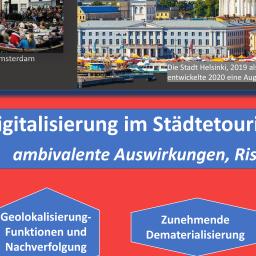 msterdam
Die Stadt Helsinki, 2019 al
entwickelte 2020 eine Aug
igitalisierung im Städtetouri
ambivalente Auswirkungen, Ris
Geolokalisierung-
Funktionen und
Nachverfolgung
Zunehmende
Dematerialisierung